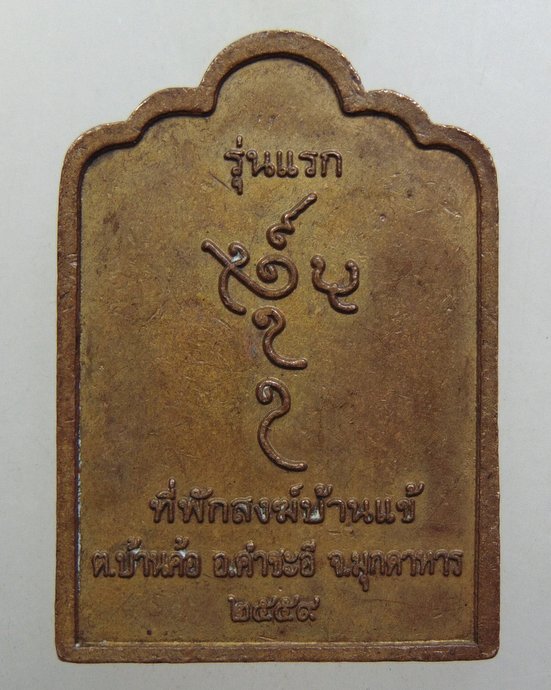 รุ่นแรก
ที่พักสงฆ์บ้านแข้
ต.บ้านค้อ อ.คำชะอี จ.มุกดาหาร
๒๕๕๙